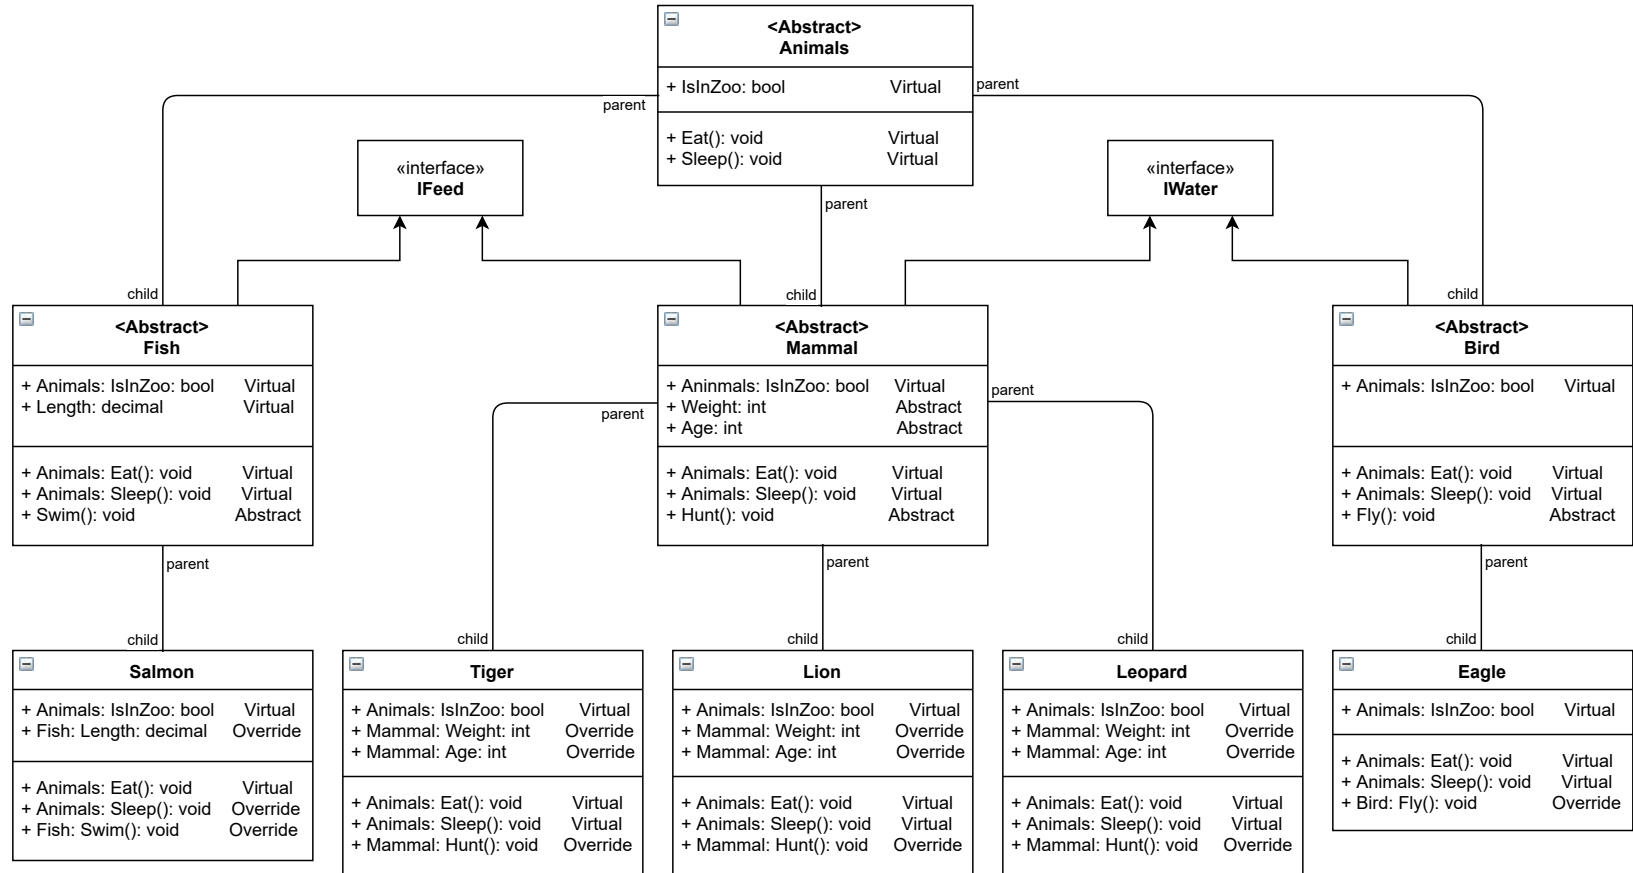 <Abstract>
Animals
+ IsInZoo: bool Virtual
+ Eat(): void Virtual
+ Sleep(): void Virtual
parent
parent
parent
«interface»
IFeed
«interface»
IWater
child
child
child
<Abstract>
Fish
+ Animals: IsInZoo: bool Virtual
+ Length: decimal Virtual
+ Animals: Eat(): void Virtual
+ Animals: Sleep(): void Virtual
+ Swim(): void Abstract
<Abstract>
Mammal
+ Aninmals: IsInZoo: bool Virtual
+ Weight: int Abstract
+ Age: int Abstract
+ Animals: Eat(): void Virtual
+ Animals: Sleep(): void Virtual
+ Hunt(): void Abstract
<Abstract>
Bird
+ Animals: IsInZoo: bool Virtual
+ Animals: Eat(): void Virtual
+ Animals: Sleep(): void Virtual
+ Fly(): void Abstract
parent
parent
parent
parent
parent
child
child
child
child
child
Salmon
+ Animals: IsInZoo: bool Virtual
+ Fish: Length: decimal Override
+ Animals: Eat(): void Virtual
+ Animals: Sleep(): void Override
+ Fish: Swim(): void Override
Tiger
+ Animals: IsInZoo: bool Virtual
+ Mammal: Weight: int Override
+ Mammal: Age: int Override
+ Animals: Eat(): void Virtual
+ Animals: Sleep(): void Virtual
+ Mammal: Hunt(): void Override
Lion
+ Animals: IsInZoo: bool Virtual
+ Mammal: Weight: int Override
+ Mammal: Age: int Override
+ Animals: Eat(): void Virtual
+ Animals: Sleep(): void Virtual
+ Mammal: Hunt(): void Override
Leopard
+ Animals: IsInZoo: bool Virtual
+ Mammal: Weight: int Override
+ Mammal: Age: int Override
+ Animals: Eat(): void Virtual
+ Animals: Sleep(): void Virtual
+ Mammal: Hunt(): void Override
Eagle
+ Animals: IsInZoo: bool Virtual
+ Animals: Eat(): void Virtual
+ Animals: Sleep(): void Virtual
+ Bird: Fly(): void Override